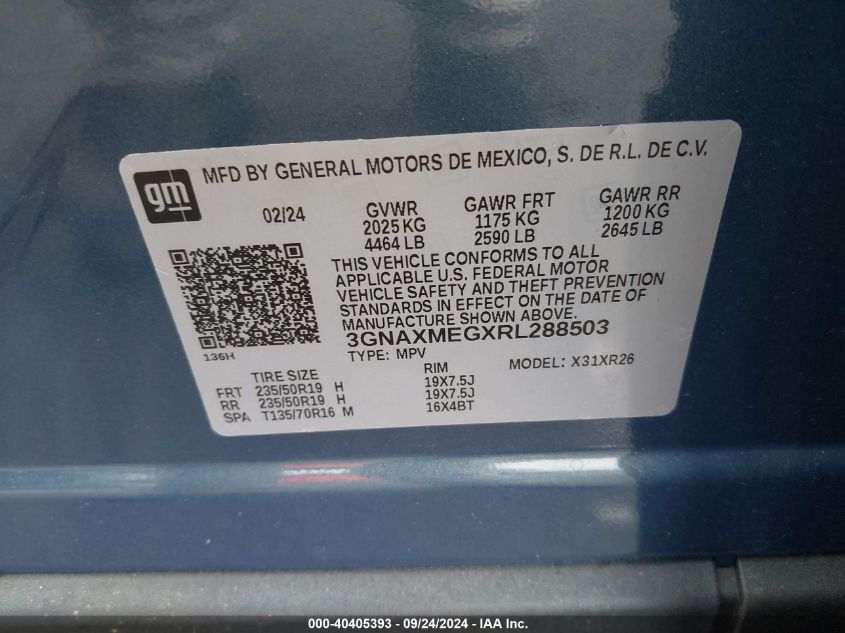 gm
MFD BY GENERAL MOTORS DE MEXICO, S. DE R.L. DE C.V.
02/24 GVWR GAWR FRT GAWR RR
2025 KG 1175 KG 1200 KG
4464 LB 2590 LB 2645 LB
THIS VEHICLE CONFORMS TO ALL
APPLICABLE U.S. FEDERAL MOTOR
VEHICLE SAFETY AND THEFT PREVENTION
STANDARDS IN EFFECT ON THE DATE OF
MANUFACTURE SHOWN ABOVE.
3GNAXMEGXRL288503
136H TYPE: MPV MODEL: X31XR26
TIRE SIZE RIM
FRT 235/50R19 H 19X7.5J
RR 235/50R19 H 19X7.5J
SPA T135/70R16 M 16X4BT
000-40405393 - 09/24/2024 - IAA Inc.